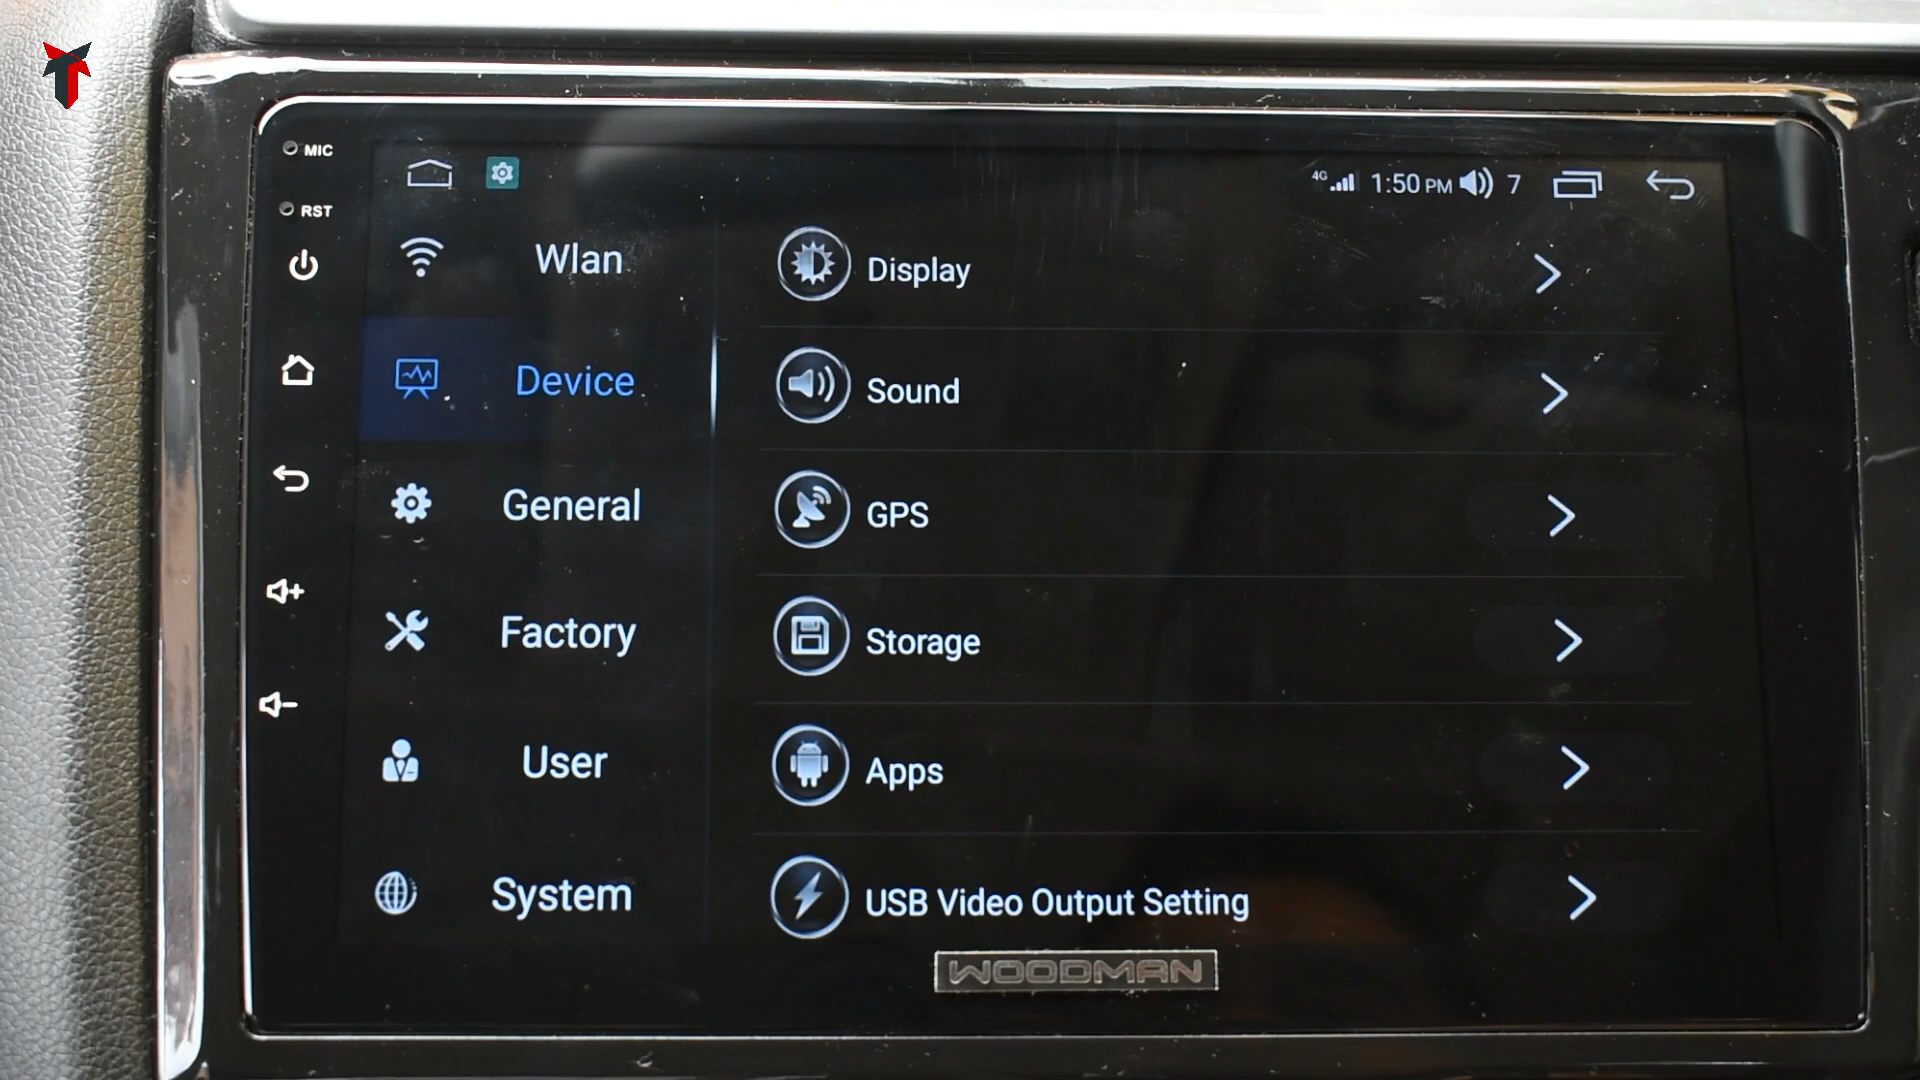 MIC
RST
4G 1:50 PM 7
Wlan
Device
General
Factory
User
System
Display
Sound
GPS
Storage
Apps
USB Video Output Setting
WOODMAN